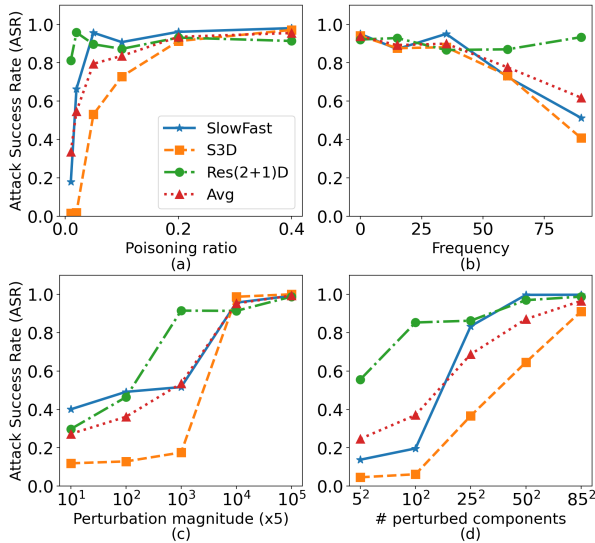 Attack Success Rate (ASR)
1.0
0.8
0.6
0.4
0.2
0.0
0.0 0.2 0.4
Poisoning ratio
(a)
SlowFast
S3D
Res(2+1)D
Avg
1.0
0.8
0.6
0.4
0.2
0.0
0 25 50 75
Frequency
(b)
Attack Success Rate (ASR)
1.0
0.8
0.6
0.4
0.2
0.0
10¹ 10² 10³ 10⁴ 10⁵
Perturbation magnitude (x5)
(c)
1.0
0.8
0.6
0.4
0.2
0.0
5² 10² 25² 50² 85²
# perturbed components
(d)